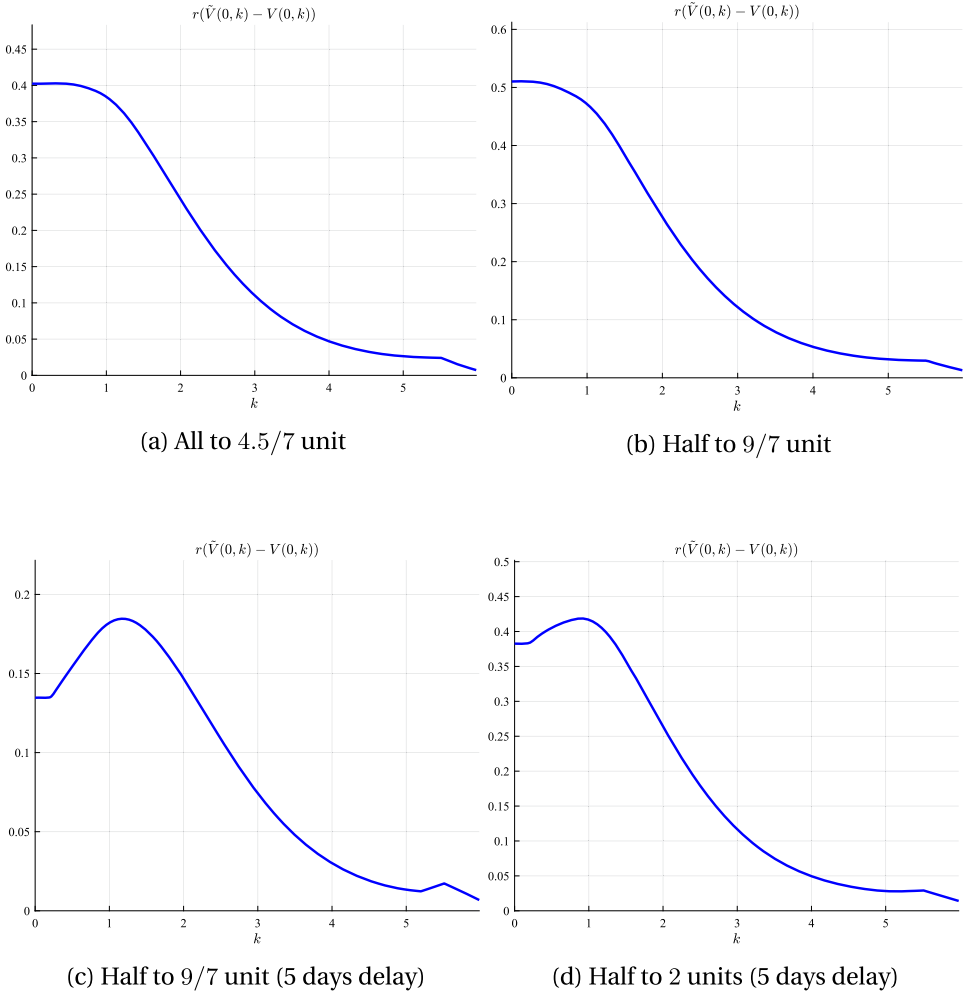 r(Ṽ(0, k) − V(0, k))
0.45
0.4
0.35
0.3
0.25
0.2
0.15
0.1
0.05
0
0 1 2 3 4 5
k
(a) All to 4.5/7 unit
r(Ṽ(0, k) − V(0, k))
0.6
0.5
0.4
0.3
0.2
0.1
0
0 1 2 3 4 5
k
(b) Half to 9/7 unit
r(Ṽ(0, k) − V(0, k))
0.2
0.15
0.1
0.05
0
0 1 2 3 4 5
k
(c) Half to 9/7 unit (5 days delay)
r(Ṽ(0, k) − V(0, k))
0.5
0.45
0.4
0.35
0.3
0.25
0.2
0.15
0.1
0.05
0
0 1 2 3 4 5
k
(d) Half to 2 units (5 days delay)